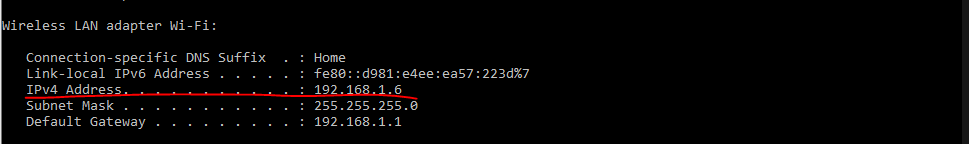 Wireless LAN adapter Wi-Fi:
Connection-specific DNS Suffix  . : Home
Link-local IPv6 Address . . . . . : fe80::d981:e4ee:ea57:223d%7
IPv4 Address. . . . . . . . . . . : 192.168.1.6
Subnet Mask . . . . . . . . . . . : 255.255.255.0
Default Gateway . . . . . . . . . : 192.168.1.1